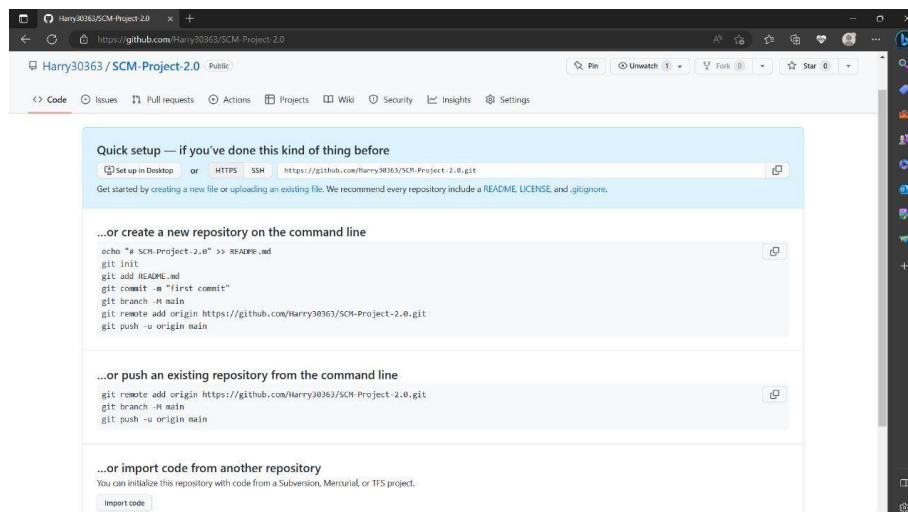 Harry30363/SCM-Project-2.0
https://github.com/Harry30363/SCM-Project-2.0
Harry30363 / SCM-Project-2.0 Public
Pin Unwatch 1 Fork 0 Star 0
Code Issues Pull requests Actions Projects Wiki Security Insights Settings
Quick setup — if you've done this kind of thing before
Set up in Desktop or HTTPS SSH https://github.com/Harry30363/SCM-Project-2.0.git
Get started by creating a new file or uploading an existing file. We recommend every repository include a README, LICENSE, and .gitignore.
...or create a new repository on the command line
echo "# SCM-Project-2.0" >> README.md
git init
git add README.md
git commit -m "first commit"
git branch -M main
git remote add origin https://github.com/Harry30363/SCM-Project-2.0.git
git push -u origin main
...or push an existing repository from the command line
git remote add origin https://github.com/Harry30363/SCM-Project-2.0.git
git branch -M main
git push -u origin main
...or import code from another repository
You can initialize this repository with code from a Subversion, Mercurial, or TFS project.
Import code